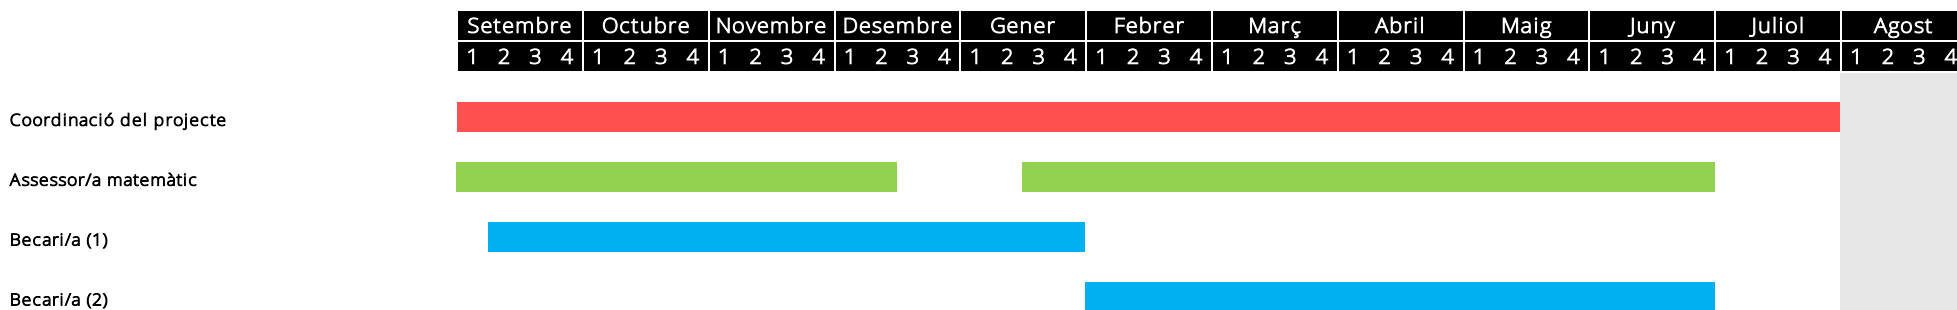 Setembre Octubre Novembre Desembre Gener Febrer Març Abril Maig Juny Juliol Agost
1 2 3 4 1 2 3 4 1 2 3 4 1 2 3 4 1 2 3 4 1 2 3 4 1 2 3 4 1 2 3 4 1 2 3 4 1 2 3 4 1 2 3 4 1 2 3 4
Coordinació del projecte
Assessor/a matemàtic
Becari/a (1)
Becari/a (2)